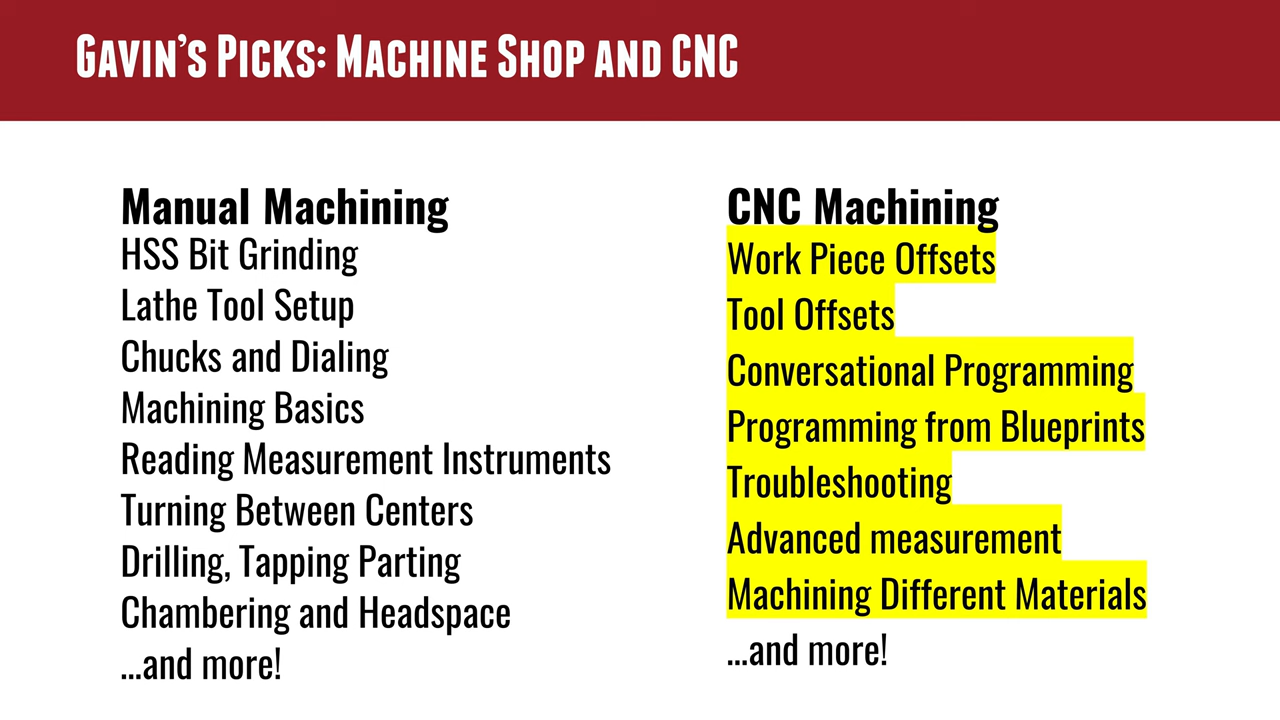 Gavin's Picks: Machine Shop and CNC
Manual Machining
HSS Bit Grinding
Lathe Tool Setup
Chucks and Dialing
Machining Basics
Reading Measurement Instruments
Turning Between Centers
Drilling, Tapping Parting
Chambering and Headspace
...and more!
CNC Machining
Work Piece Offsets
Tool Offsets
Conversational Programming
Programming from Blueprints
Troubleshooting
Advanced measurement
Machining Different Materials
...and more!